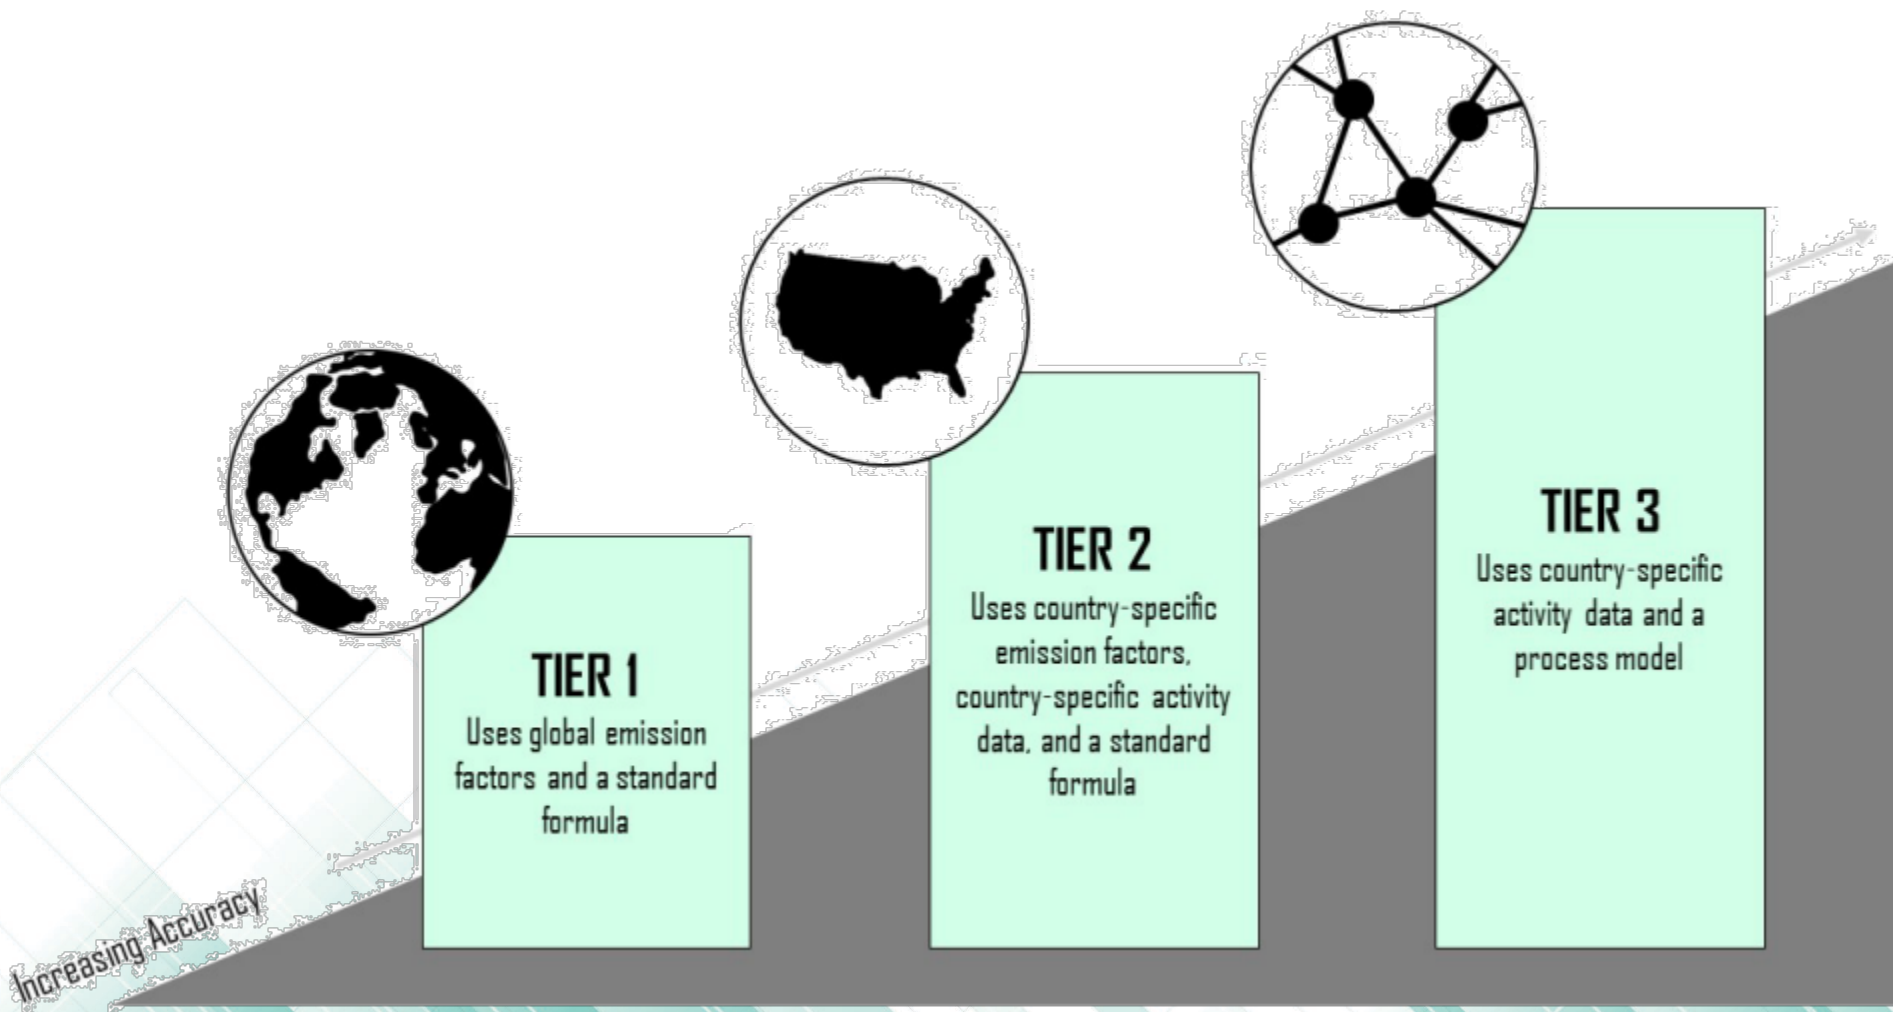 TIER 1
Uses global emission
factors and a standard
formula
TIER 2
Uses country-specific
emission factors,
country-specific activity
data, and a standard
formula
TIER 3
Uses country-specific
activity data and a
process model
Increasing Accuracy